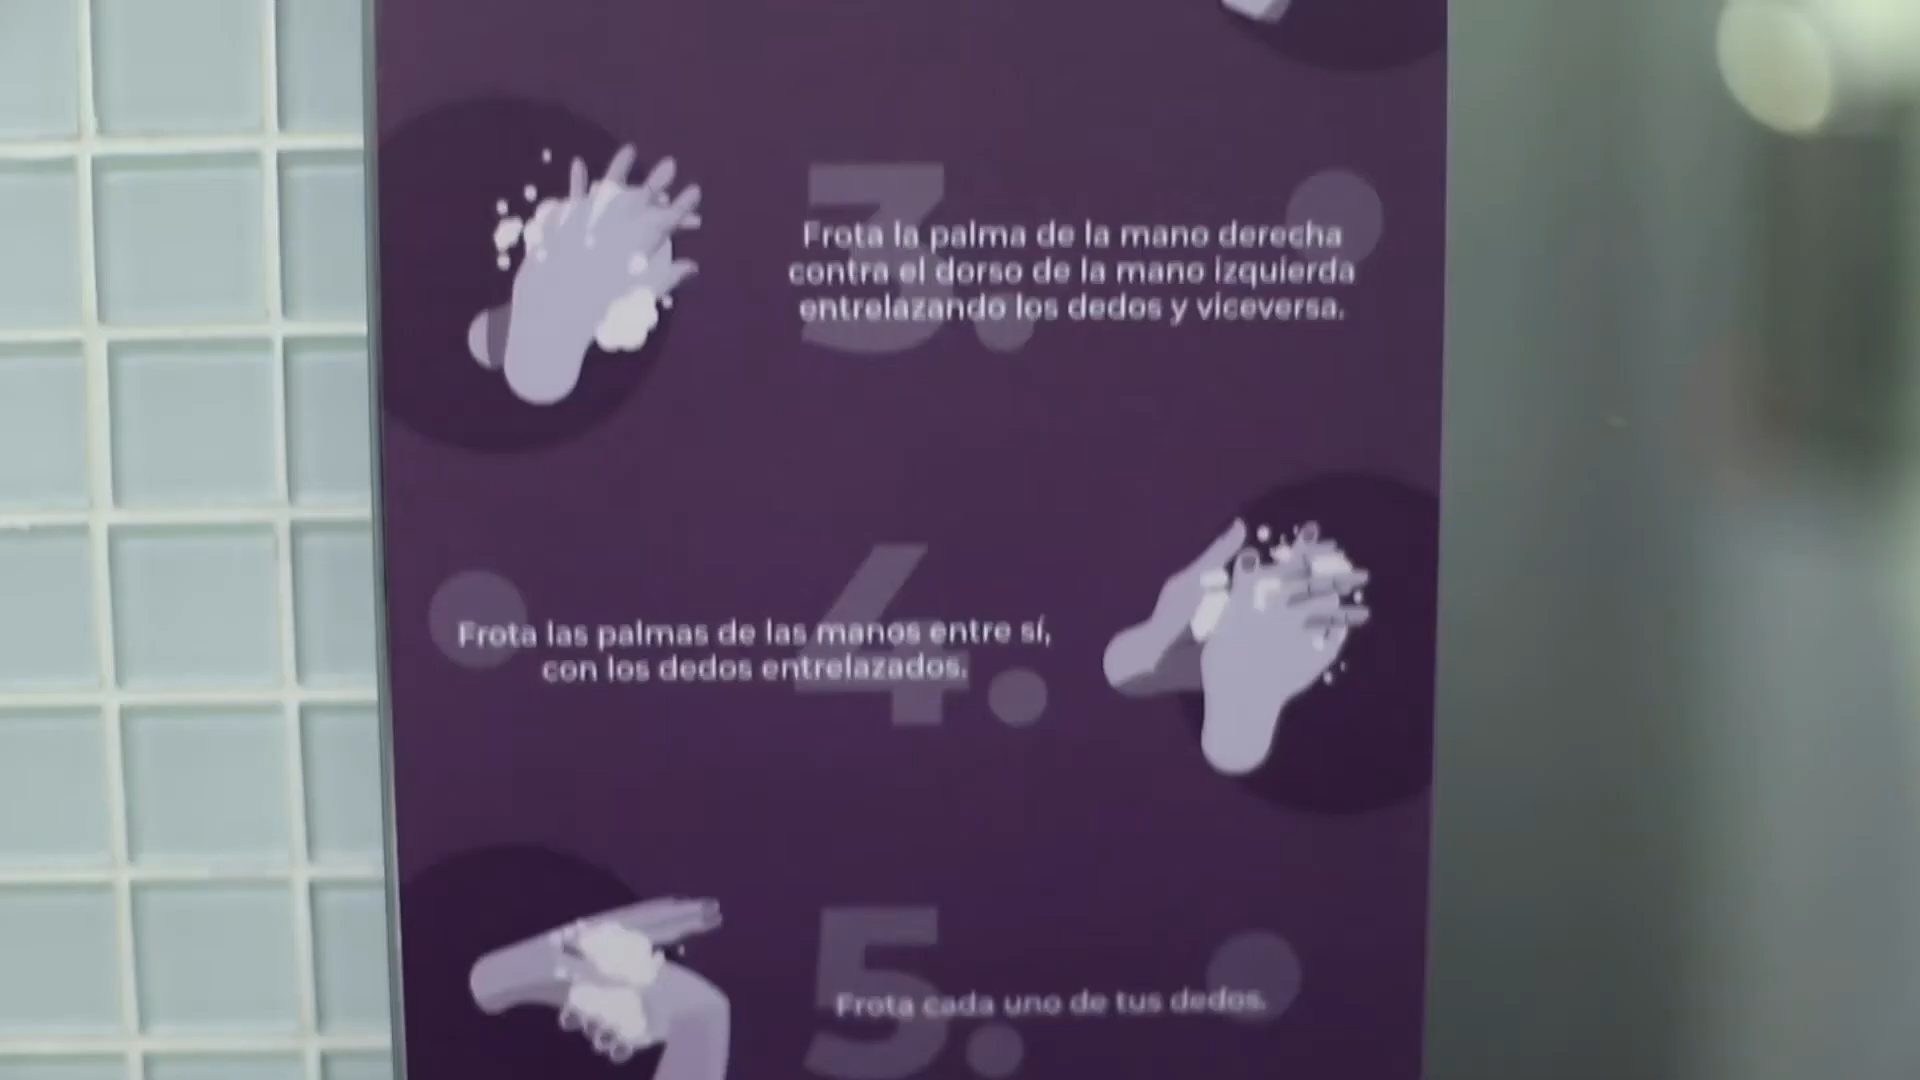 3.
Frota la palma de la mano derecha
contra el dorso de la mano izquierda
entrelazando los dedos y viceversa.
4.
Frota las palmas de las manos entre sí,
con los dedos entrelazados.
5.
Frota cada uno de tus dedos.